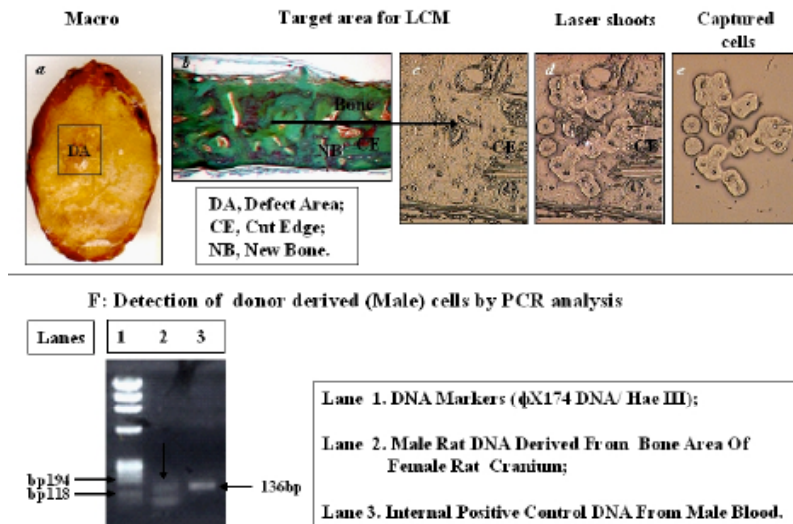 Macro
Target area for LCM
Laser shoots
Captured
cells
a
b
c
d
e
DA
Bone
NB
CE
CE
CE
DA, Defect Area;
CE, Cut Edge;
NB, New Bone.
F: Detection of donor derived (Male) cells by PCR analysis
Lanes
1 2 3
bp194
bp118
136bp
Lane 1. DNA Markers (ϕX174 DNA/ Hae III);
Lane 2. Male Rat DNA Derived From Bone Area Of
Female Rat Cranium;
Lane 3. Internal Positive Control DNA From Male Blood.